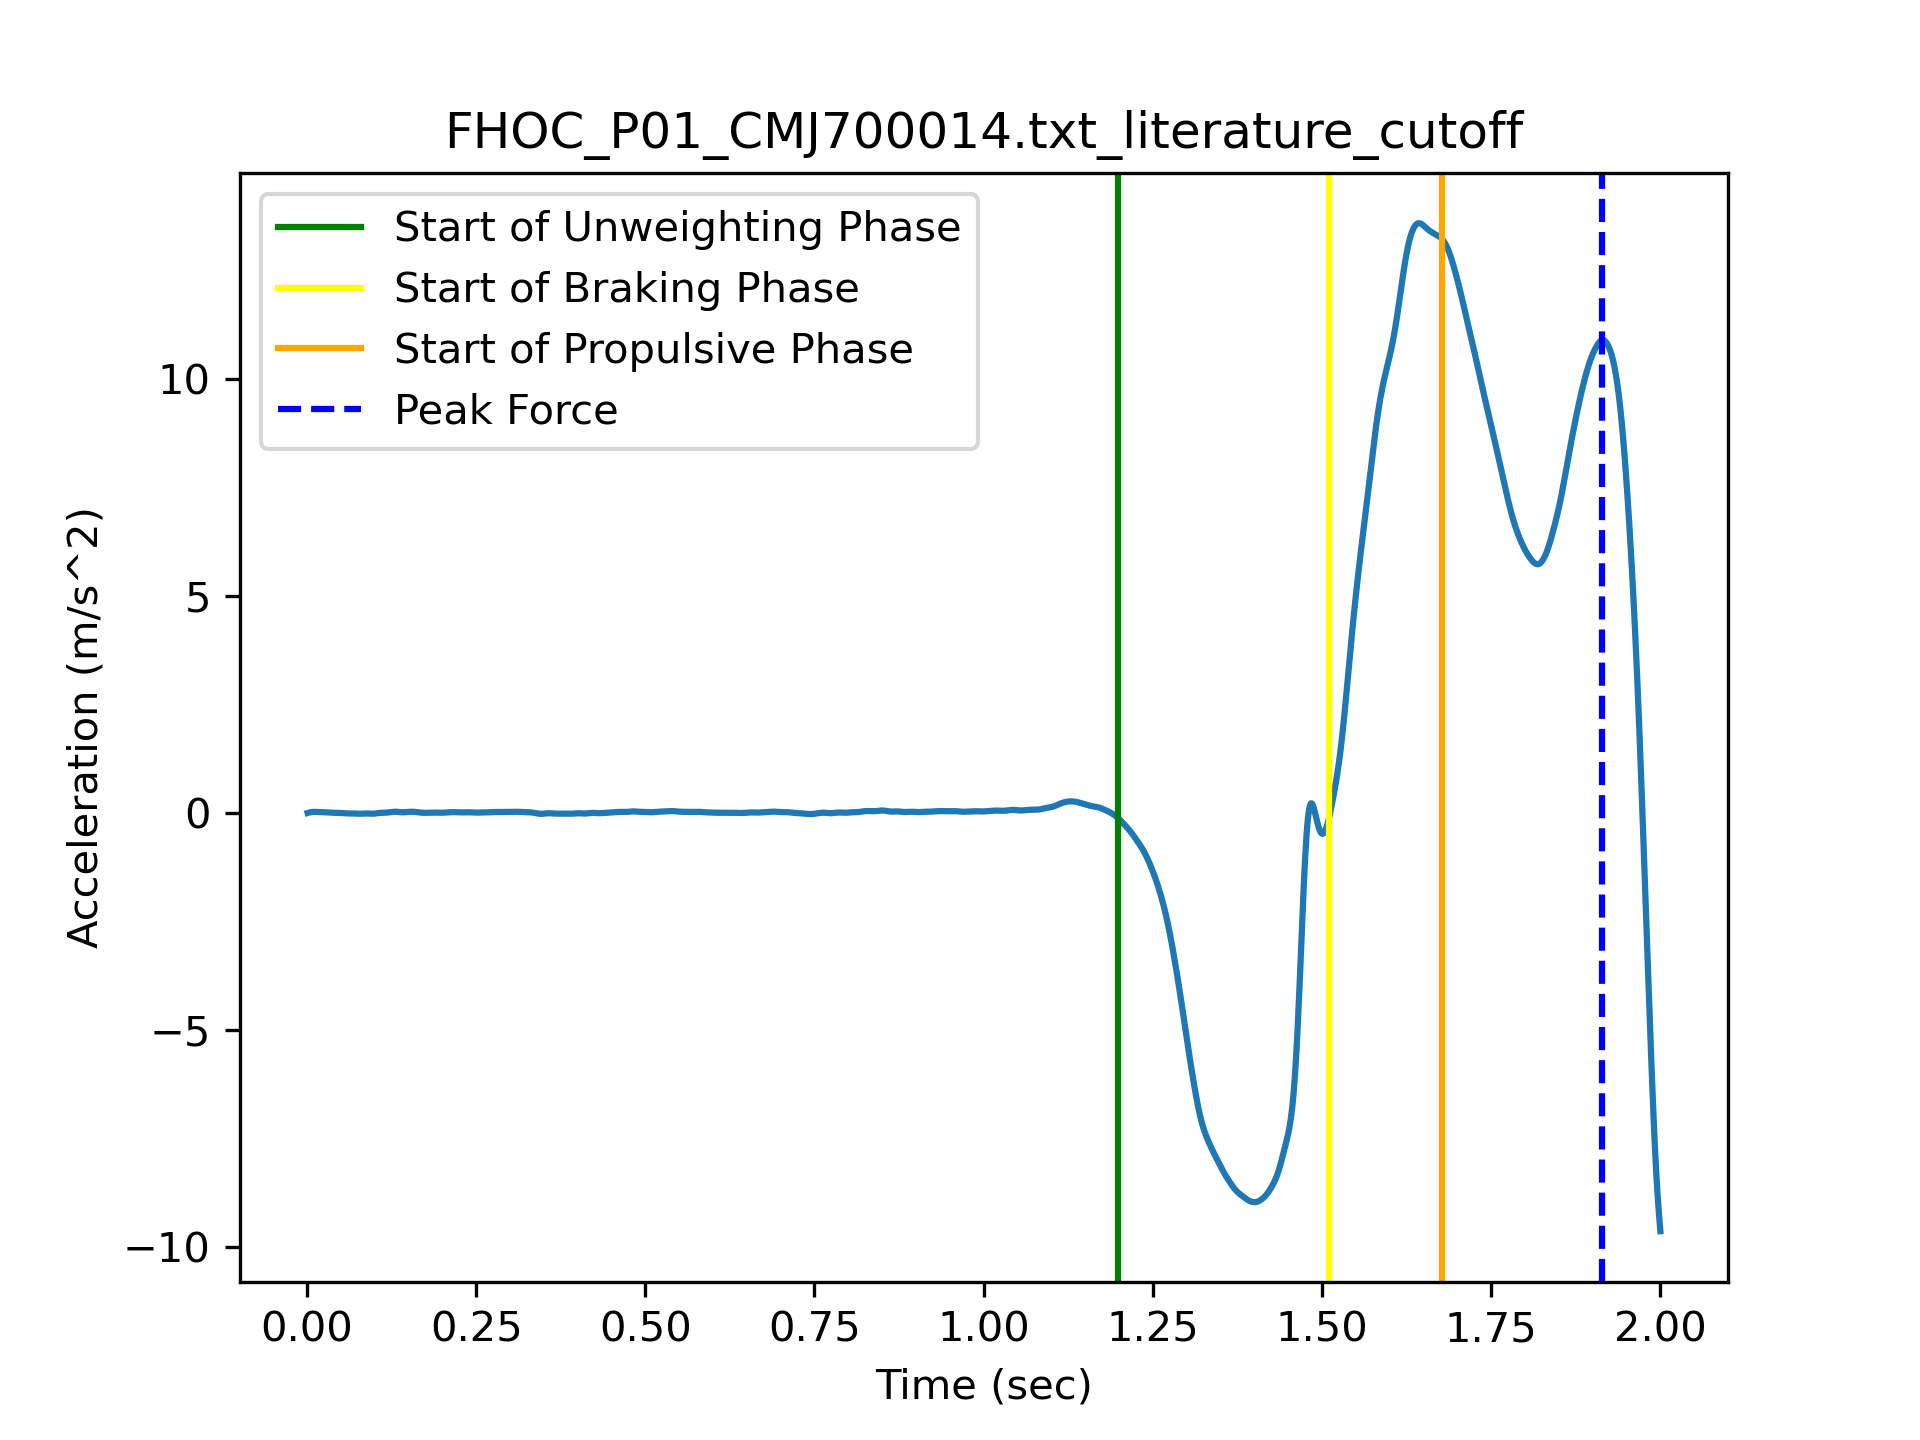 FHOC_P01_CMJ700014.txt_literature_cutoff
Start of Unweighting Phase
Start of Braking Phase
Start of Propulsive Phase
Peak Force
10
5
0
−5
−10
Acceleration (m/s^2)
0.00 0.25 0.50 0.75 1.00 1.25 1.50 1.75 2.00
Time (sec)